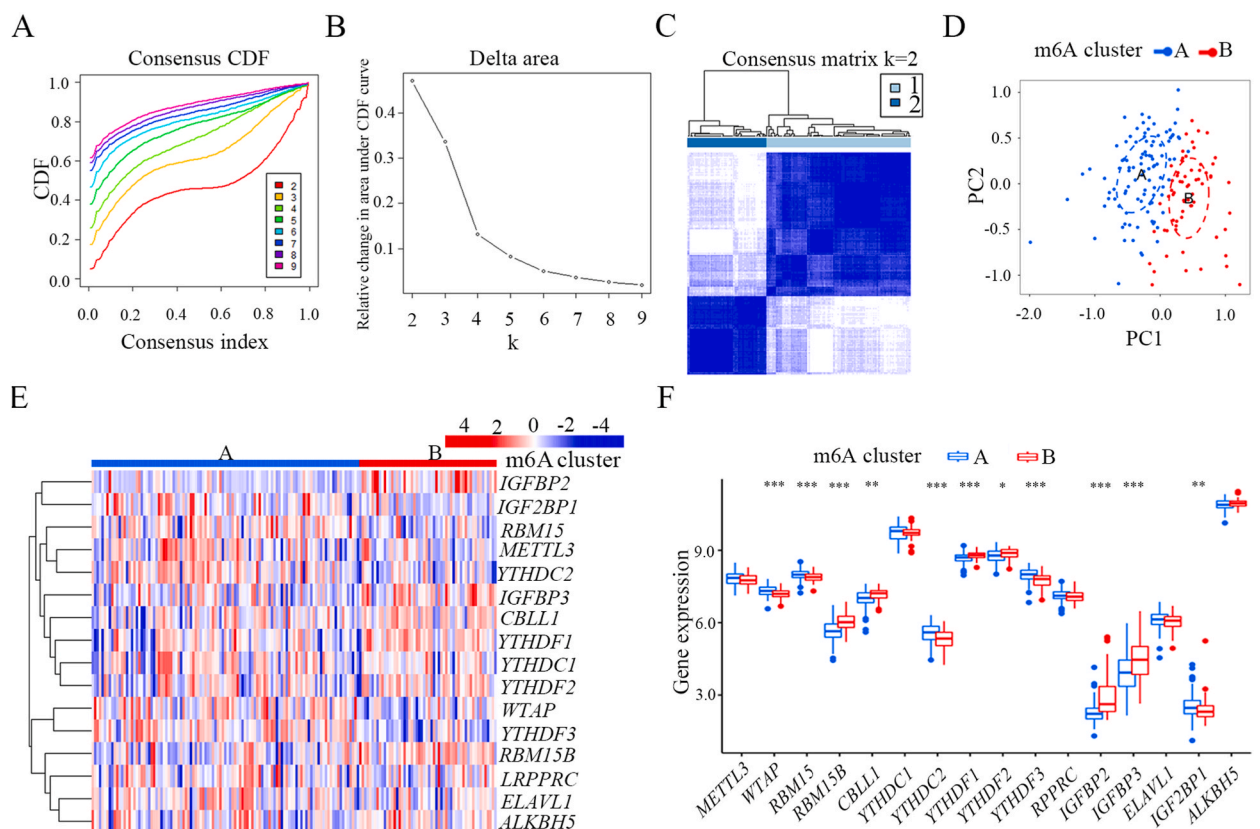 A
Consensus CDF
CDF
1.0
0.8
0.6
0.4
0.2
0.0
2
3
4
5
6
7
8
9
0.0 0.2 0.4 0.6 0.8 1.0
Consensus index
B
Delta area
Relative change in area under CDF curve
0.4
0.3
0.2
0.1
2 3 4 5 6 7 8 9
k
C
Consensus matrix k=2
1
2
D
m6A cluster A B
PC2
1.0
0.5
0.0
-0.5
-1.0
A
B
-2.0 -1.0 0.0 1.0
PC1
E
4 2 0 -2 -4
A B
m6A cluster
IGFBP2
IGF2BP1
RBM15
METTL3
YTHDC2
IGFBP3
CBLL1
YTHDF1
YTHDC1
YTHDF2
WTAP
YTHDF3
RBM15B
LRPPRC
ELAVL1
ALKBH5
F
m6A cluster A B
*** *** *** ** *** *** * *** *** *** **
Gene expression
9.0
6.0
3.0
METTL3
WTAP
RBM15
RBM15B
CBLL1
YTHDC1
YTHDC2
YTHDF1
YTHDF2
YTHDF3
RPPRC
IGFBP2
IGFBP3
ELAVL1
IGF2BP1
ALKBH5